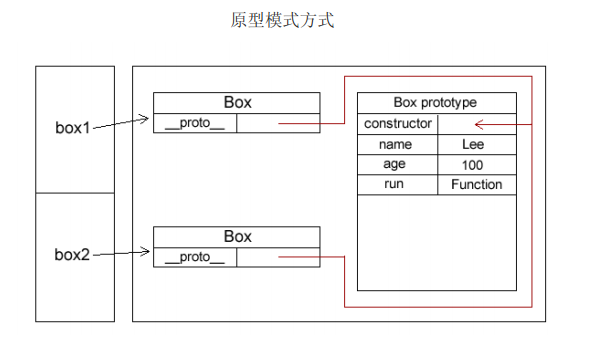 原型模式方式
box1
Box
__proto__
Box prototype
constructor
name Lee
age 100
run Function
box2
Box
__proto__